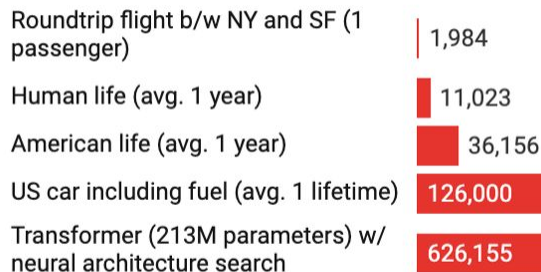 Roundtrip flight b/w NY and SF (1
passenger)
1,984
Human life (avg. 1 year)
11,023
American life (avg. 1 year)
36,156
US car including fuel (avg. 1 lifetime)
126,000
Transformer (213M parameters) w/
neural architecture search
626,155